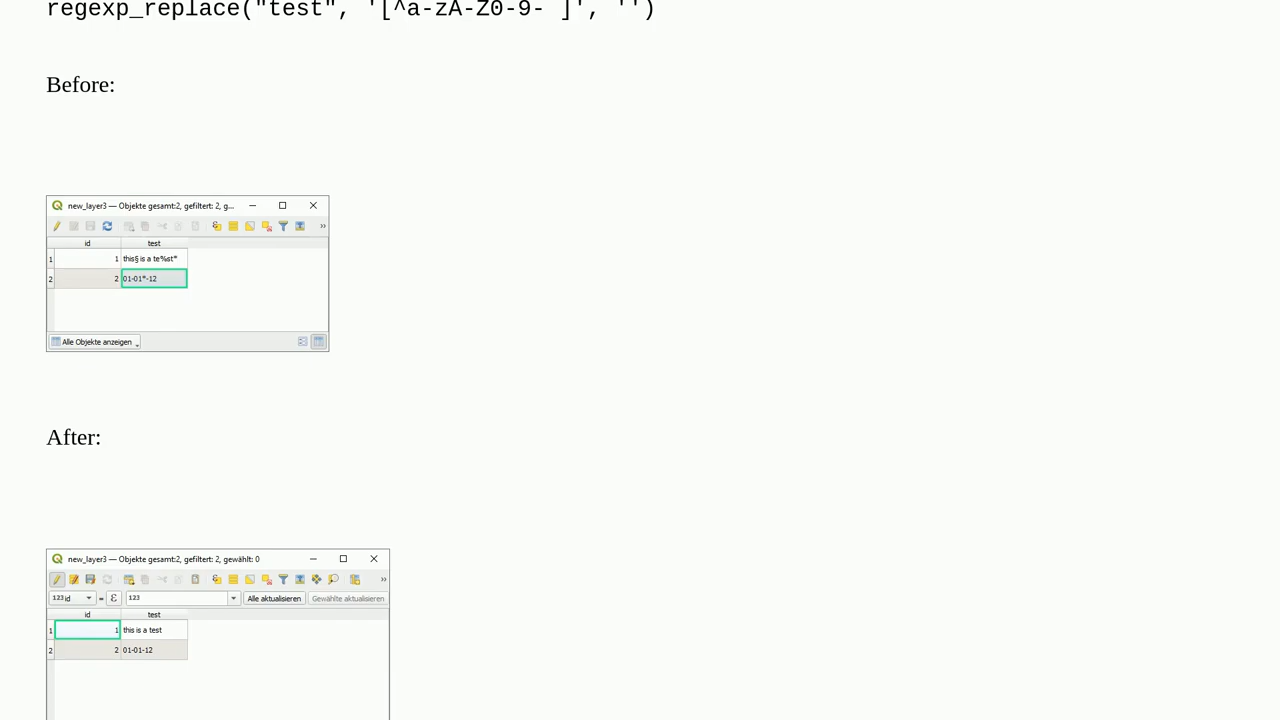 regexp_replace("test", '[^a-zA-Z0-9- ]', '')
Before:
new_layer3 — Objekte gesamt:2, gefiltert: 2, g...
id test
1 1 this§ is a te%st*
2 2 01-01*-12
Alle Objekte anzeigen
After:
new_layer3 — Objekte gesamt:2, gefiltert: 2, gewählt: 0
123 id = ε 123 Alle aktualisieren Gewählte aktualisieren
id test
1 1 this is a test
2 2 01-01-12